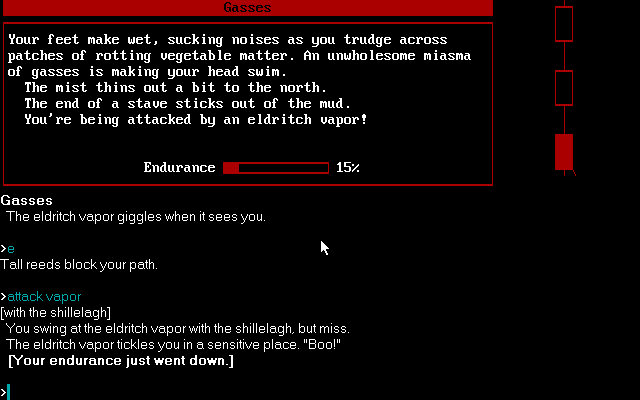 Gasses
Your feet make wet, sucking noises as you trudge across
patches of rotting vegetable matter. An unwholesome miasma
of gasses is making your head swim.
The mist thins out a bit to the north.
The end of a stave sticks out of the mud.
You're being attacked by an eldritch vapor!
Endurance 15%
Gasses
The eldritch vapor giggles when it sees you.
>e
Tall reeds block your path.
>attack vapor
[with the shillelagh]
You swing at the eldritch vapor with the shillelagh, but miss.
The eldritch vapor tickles you in a sensitive place. "Boo!"
[Your endurance just went down.]
>